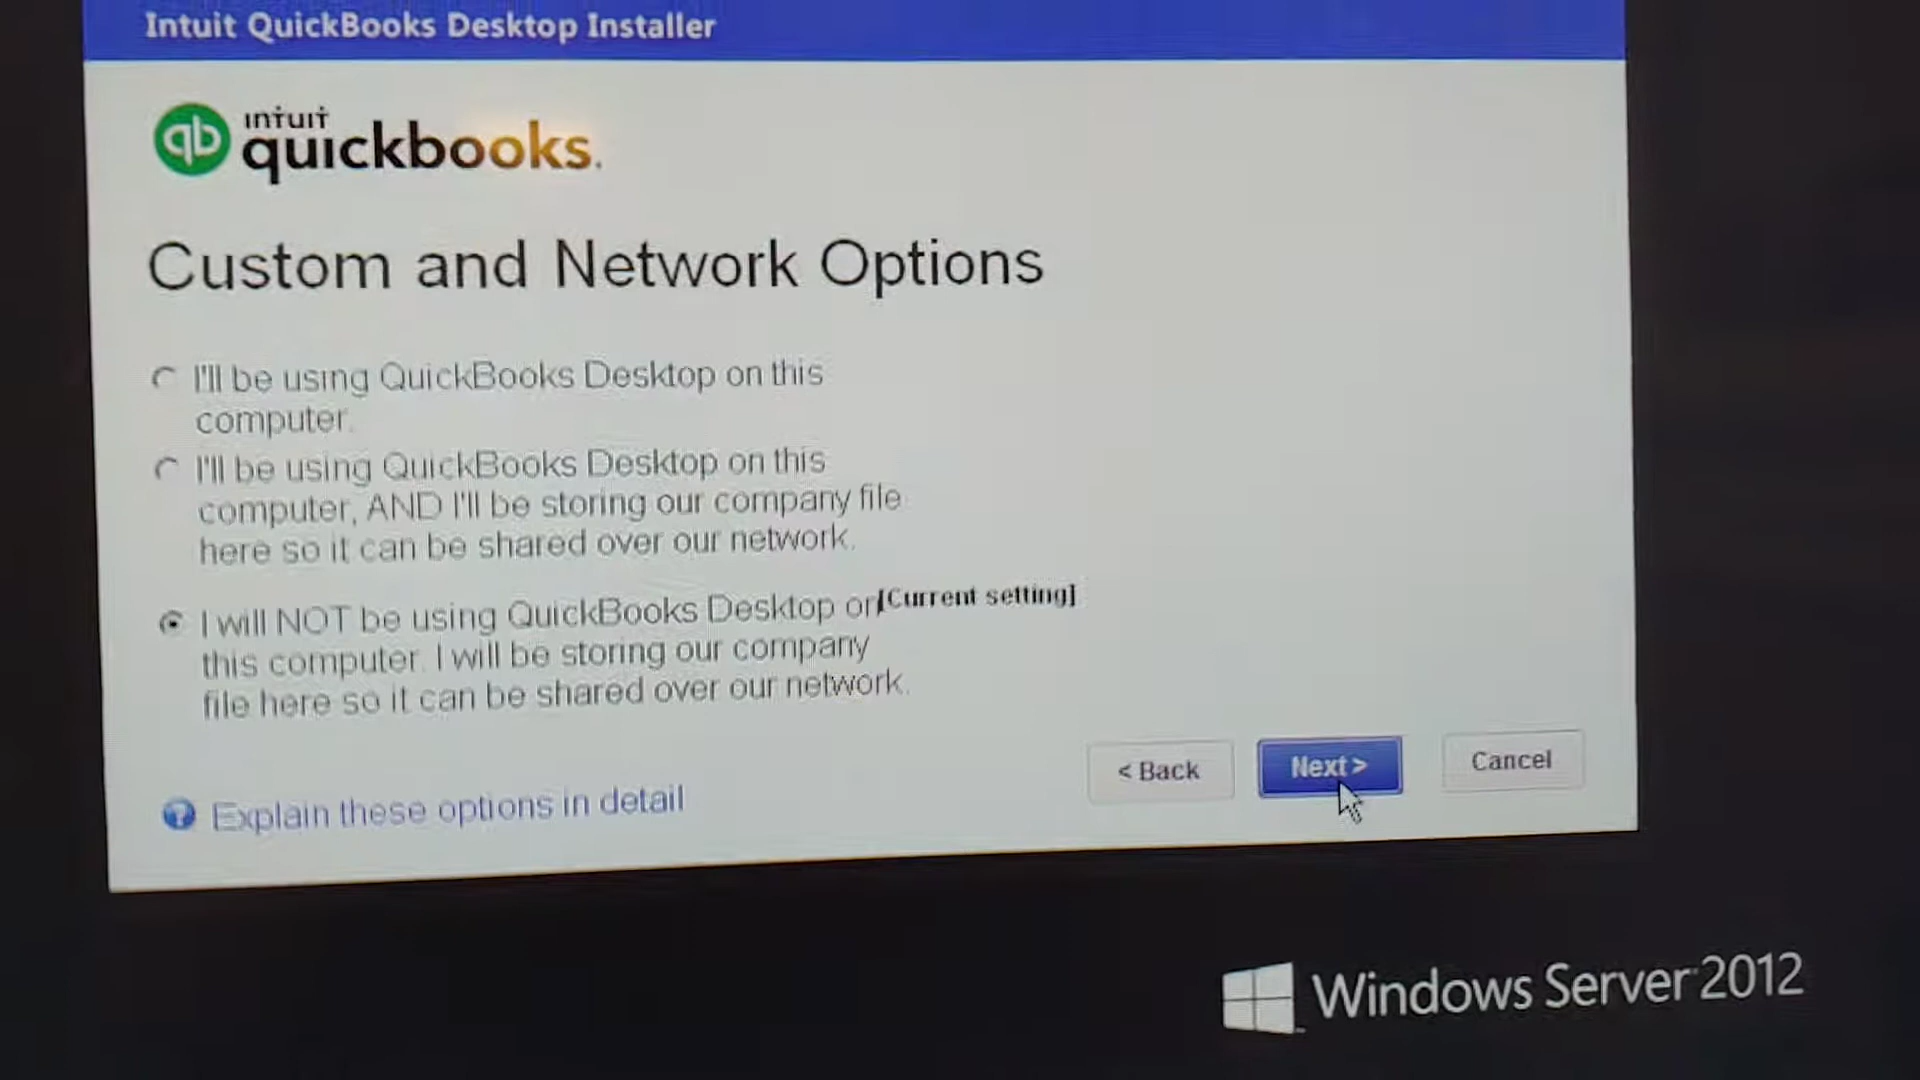 Intuit QuickBooks Desktop Installer
qb
intuit
quickbooks.
Custom and Network Options
I'll be using QuickBooks Desktop on this
computer.
I'll be using QuickBooks Desktop on this
computer, AND I'll be storing our company file
here so it can be shared over our network.
I will NOT be using QuickBooks Desktop on [Current setting]
this computer. I will be storing our company
file here so it can be shared over our network.
< Back
Next >
Cancel
? Explain these options in detail
Windows Server 2012